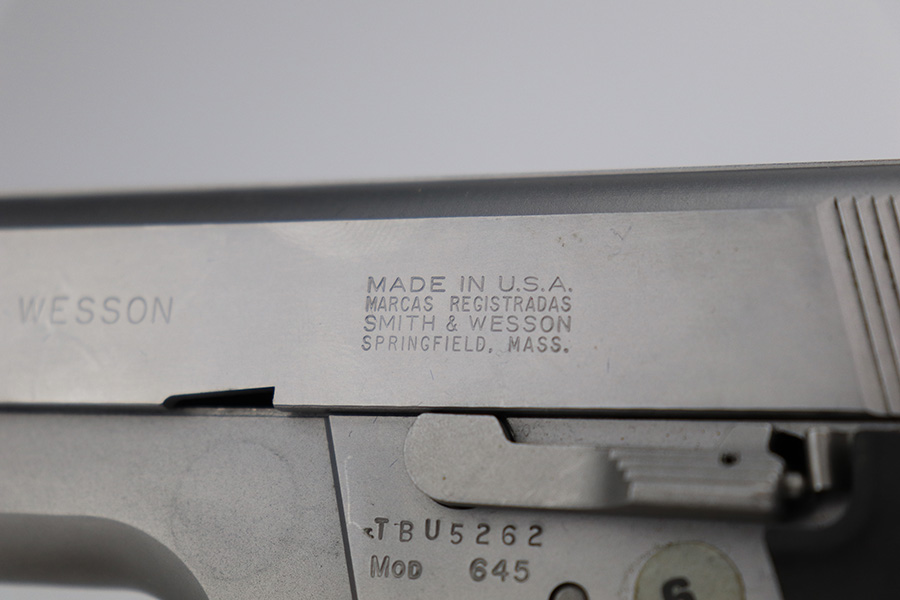 WESSON
MADE IN U.S.A.
MARCAS REGISTRADAS
SMITH & WESSON
SPRINGFIELD, MASS.
TBU5262
MOD 645